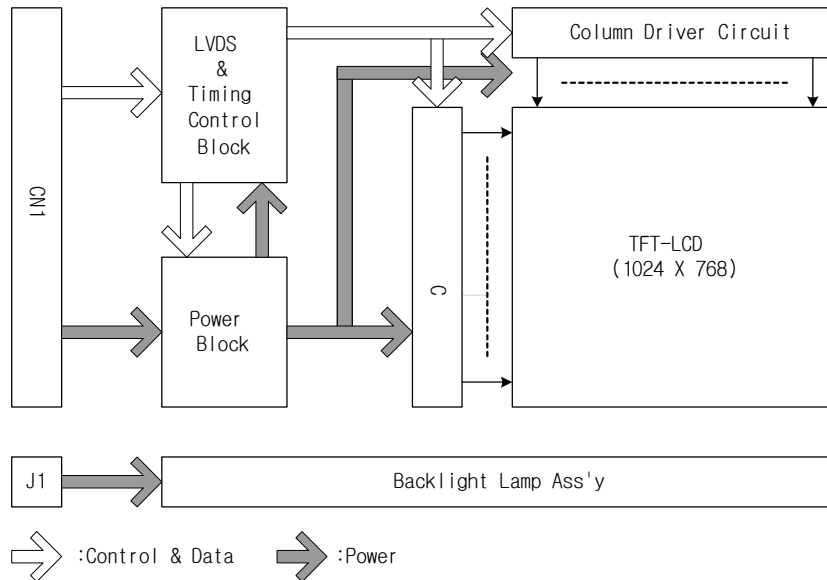 LVDS
&
Timing
Control
Block
Column Driver Circuit
CN1
TFT-LCD
(1024 X 768)
C
Power
Block
J1
Backlight Lamp Ass'y
:Control & Data
:Power